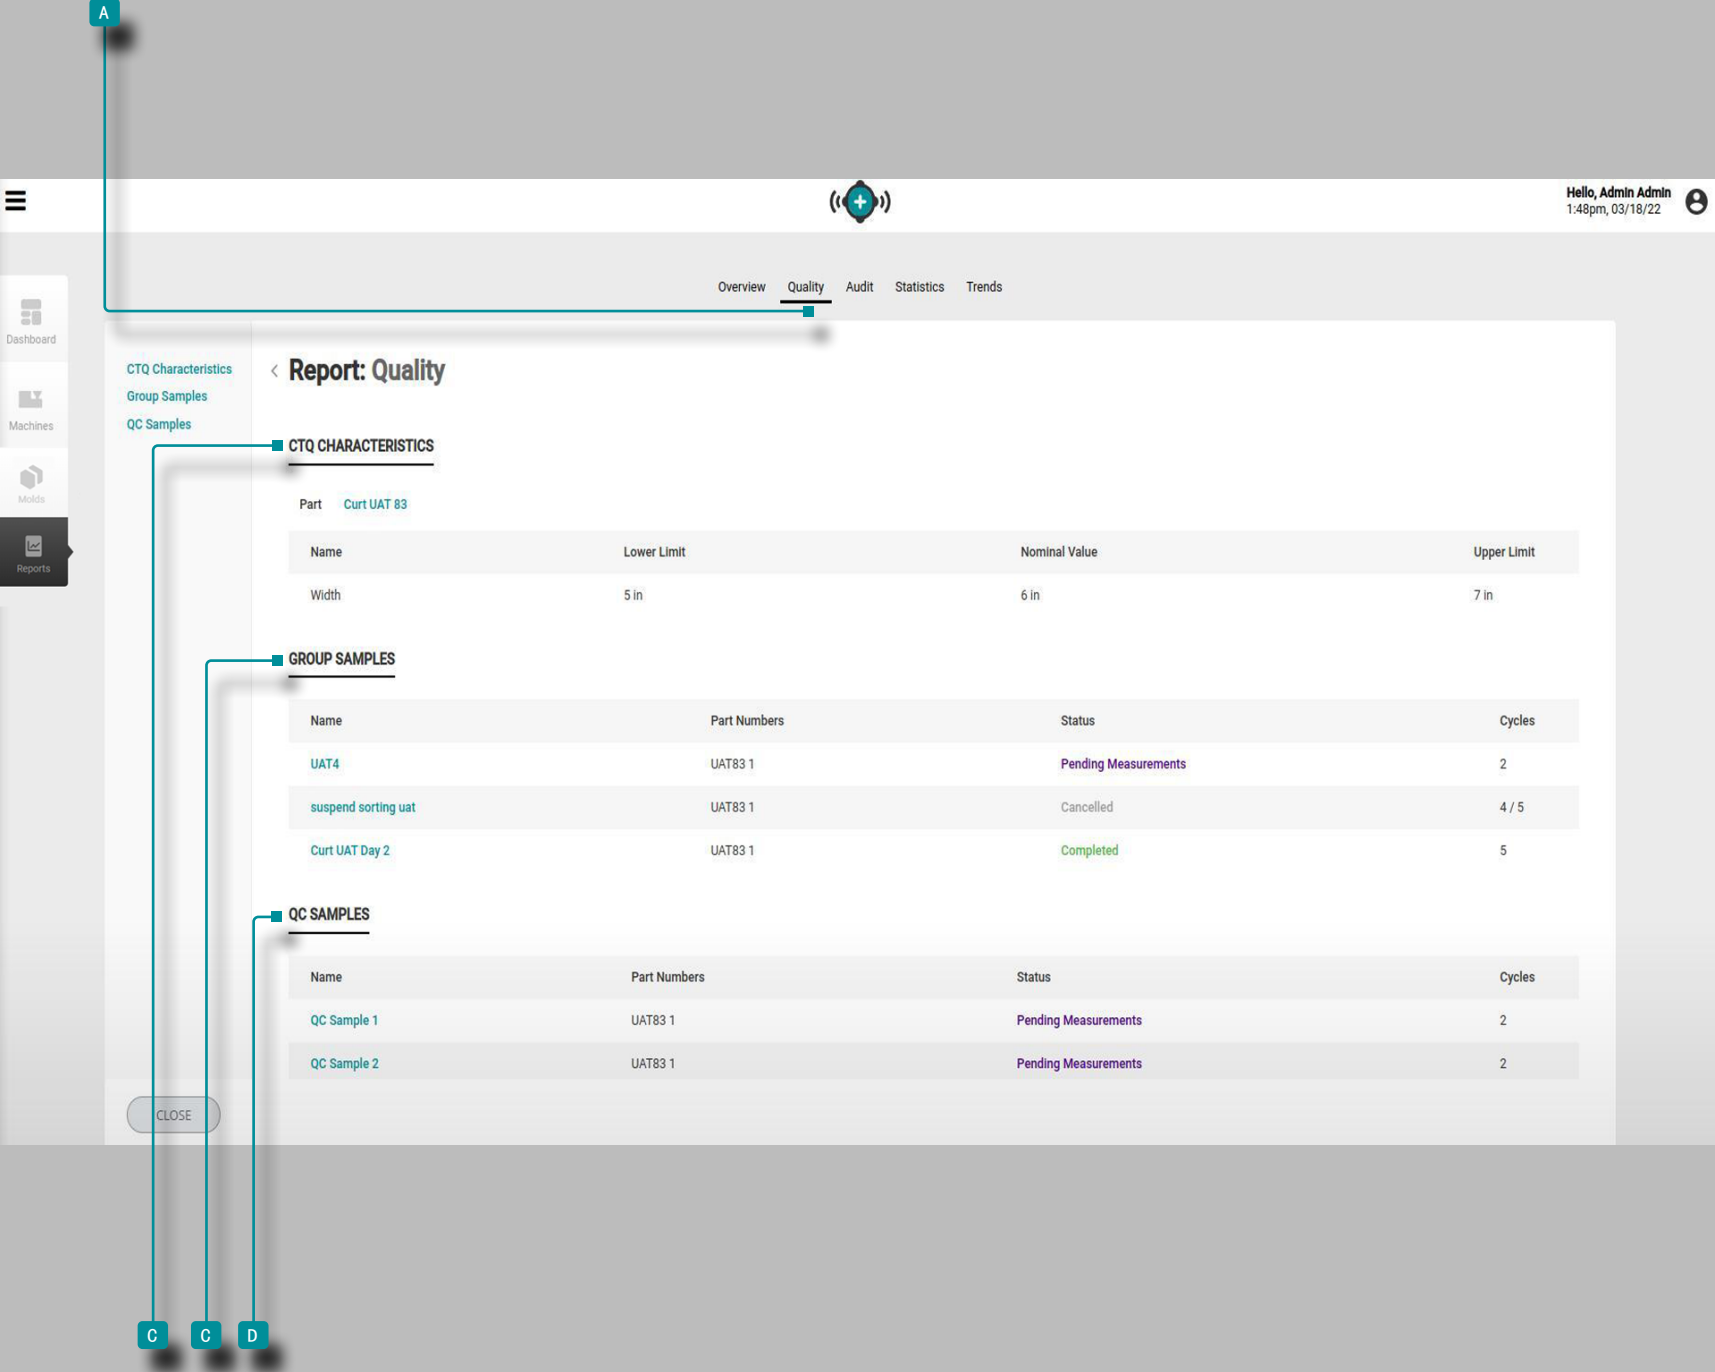 A
Hello, Admin Admin
1:48pm, 03/18/22
Overview Quality Audit Statistics Trends
Dashboard
Machines
Molds
Reports
CTQ Characteristics
Group Samples
QC Samples
Report: Quality
CTQ CHARACTERISTICS
Part Curt UAT 83
Name Lower Limit Nominal Value Upper Limit
Width 5 in 6 in 7 in
GROUP SAMPLES
Name Part Numbers Status Cycles
UAT4 UAT83 1 Pending Measurements 2
suspend sorting uat UAT83 1 Cancelled 4 / 5
Curt UAT Day 2 UAT83 1 Completed 5
QC SAMPLES
Name Part Numbers Status Cycles
QC Sample 1 UAT83 1 Pending Measurements 2
QC Sample 2 UAT83 1 Pending Measurements 2
CLOSE
C C D